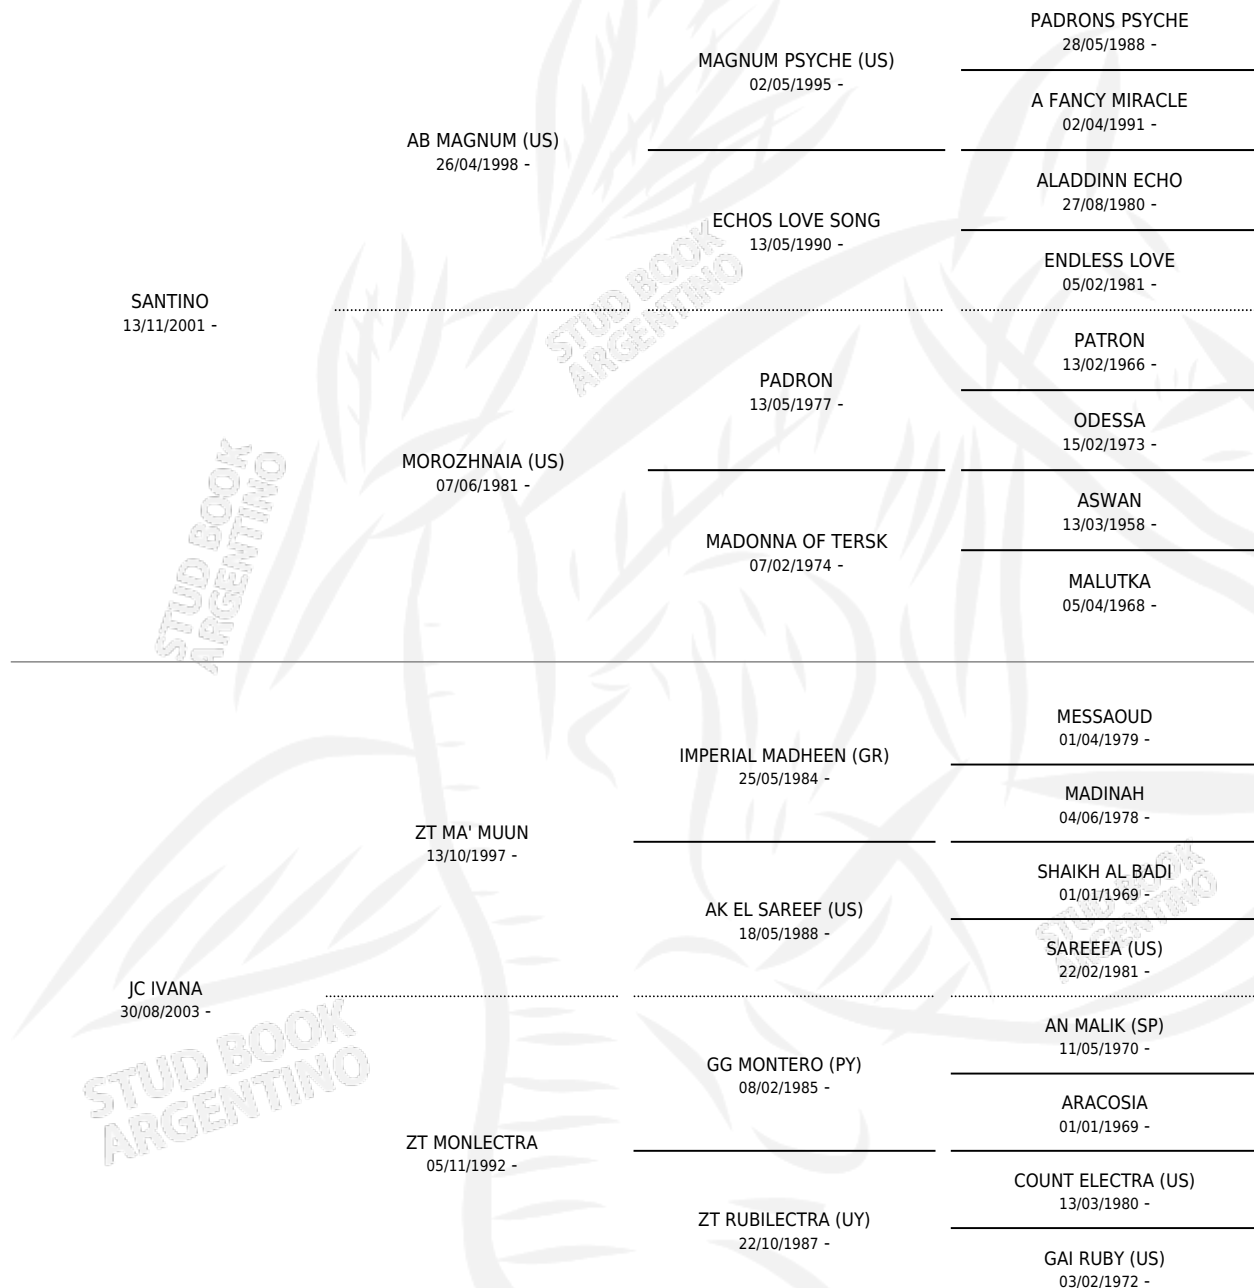 PADRONS PSYCHE
28/05/1988 -
MAGNUM PSYCHE (US)
02/05/1995 -
A FANCY MIRACLE
02/04/1991 -
AB MAGNUM (US)
26/04/1998 -
ALADDINN ECHO
27/08/1980 -
ECHOS LOVE SONG
13/05/1990 -
ENDLESS LOVE
05/02/1981 -
SANTINO
13/11/2001 -
PATRON
13/02/1966 -
PADRON
13/05/1977 -
ODESSA
15/02/1973 -
MOROZHNAIA (US)
07/06/1981 -
ASWAN
13/03/1958 -
MADONNA OF TERSK
07/02/1974 -
MALUTKA
05/04/1968 -
MESSAOUD
01/04/1979 -
IMPERIAL MADHEEN (GR)
25/05/1984 -
MADINAH
04/06/1978 -
ZT MA' MUUN
13/10/1997 -
SHAIKH AL BADI
01/01/1969 -
AK EL SAREEF (US)
18/05/1988 -
SAREEFA (US)
22/02/1981 -
JC IVANA
30/08/2003 -
AN MALIK (SP)
11/05/1970 -
GG MONTERO (PY)
08/02/1985 -
ARACOSIA
01/01/1969 -
ZT MONLECTRA
05/11/1992 -
COUNT ELECTRA (US)
13/03/1980 -
ZT RUBILECTRA (UY)
22/10/1987 -
GAI RUBY (US)
03/02/1972 -
STUD BOOK
ARGENTINO
STUD BOOK
ARGENTINO
STUD BOOK
ARGENTINO
STUD BOOK
ARGENTINO